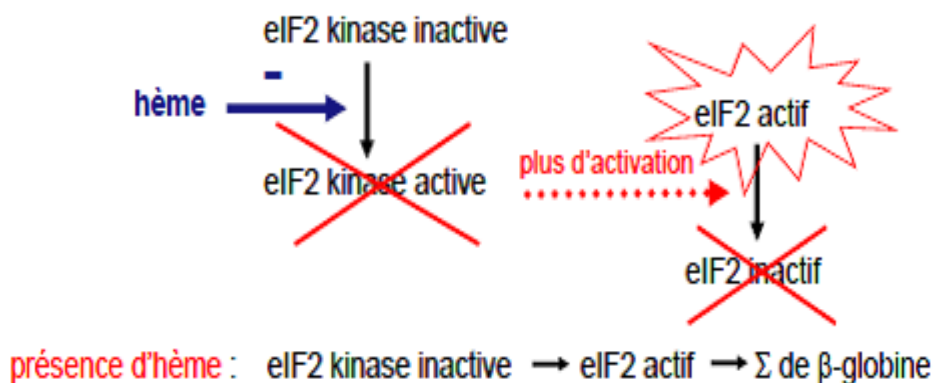 eIF2 kinase inactive
-
hème
eIF2 actif
eIF2 kinase active
plus d'activation
eIF2 inactif
présence d'hème : eIF2 kinase inactive → eIF2 actif → Σ de β-globine